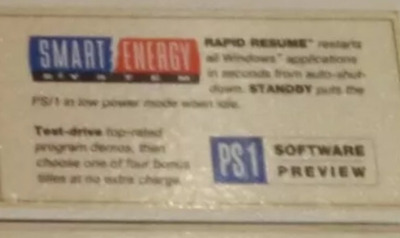 SMART ENERGY
SYSTEM
RAPID RESUME™ restarts
all Windows™ applications
in seconds from auto-shut-
down. STANDBY puts the
PS/1 in low power mode when idle.
Test-drive top-rated
program demos, then
choose one of four bonus
titles at no extra charge.
PS/1 SOFTWARE
PREVIEW